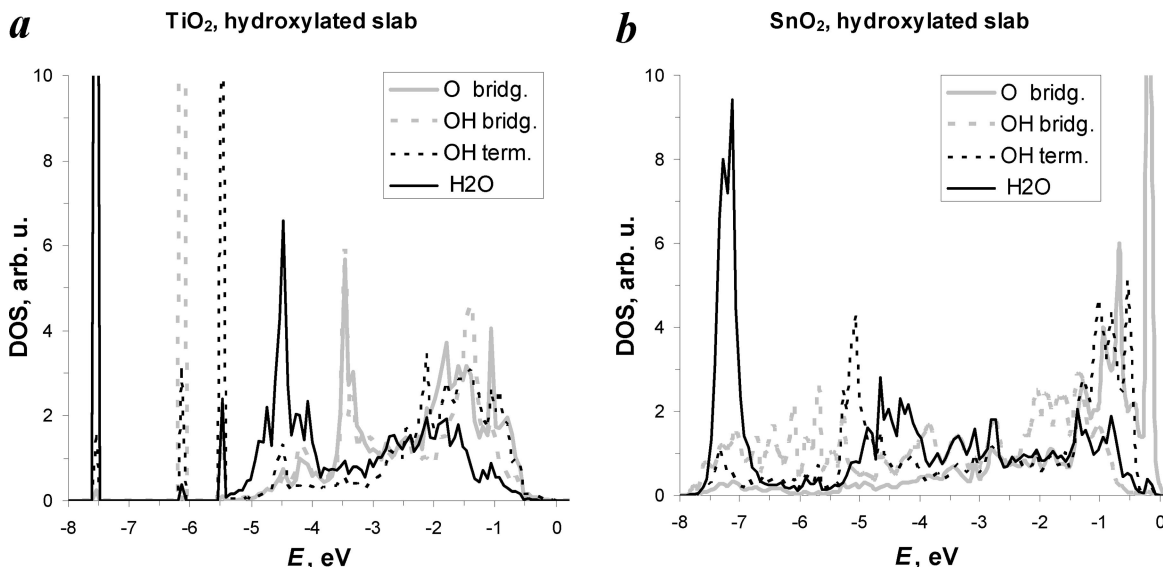 a
TiO₂, hydroxylated slab
DOS, arb. u.
10
8
6
4
2
0
O bridg.
OH bridg.
OH term.
H2O
-8 -7 -6 -5 -4 -3 -2 -1 0
E, eV
b
SnO₂, hydroxylated slab
DOS, arb. u.
10
8
6
4
2
0
O bridg.
OH bridg.
OH term.
H2O
-8 -7 -6 -5 -4 -3 -2 -1 0
E, eV